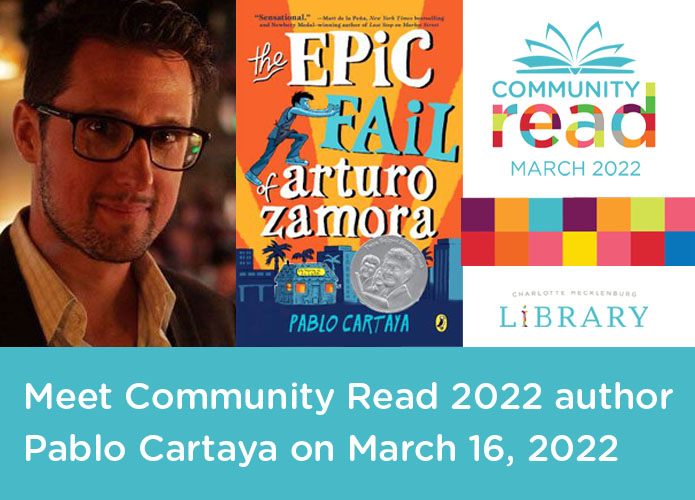 "Sensational." —Matt de la Peña, New York Times bestselling
and Newbery Medal–winning author of Last Stop on Market Street
the EPiC
FAiL
of arturo
zamora
PABLO CARTAYA
COMMUNITY
read
MARCH 2022
CHARLOTTE MECKLENBURG
LiBRARY
Meet Community Read 2022 author
Pablo Cartaya on March 16, 2022